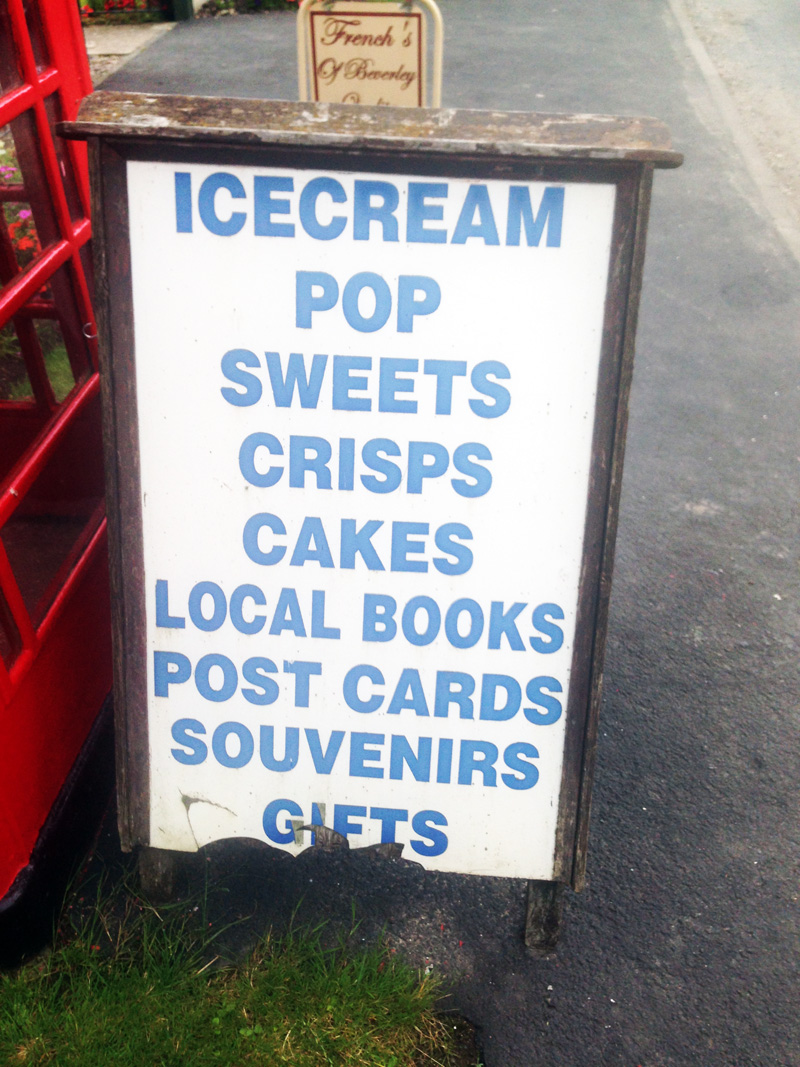 French's
Of Beverley
ICECREAM
POP
SWEETS
CRISPS
CAKES
LOCAL BOOKS
POST CARDS
SOUVENIRS
GIFTS